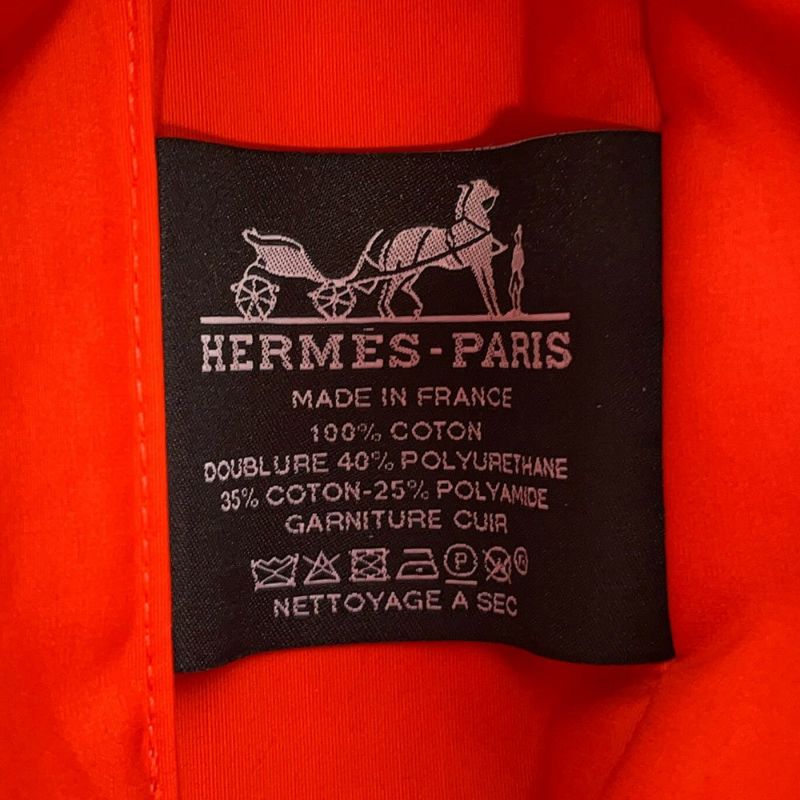 HERMÈS-PARIS
MADE IN FRANCE
100% COTON
DOUBLURE 40% POLYURETHANE
35% COTON-25% POLYAMIDE
GARNITURE CUIR
P ®
NETTOYAGE A SEC